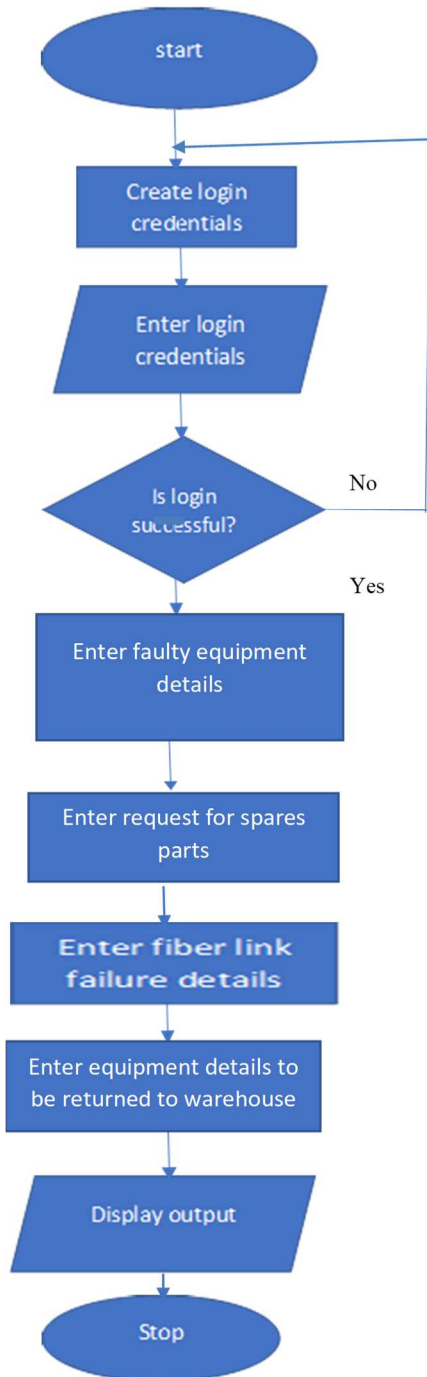 start
Create login
credentials
Enter login
credentials
Is login
successful?
No
Yes
Enter faulty equipment
details
Enter request for spares
parts
Enter fiber link
failure details
Enter equipment details to
be returned to warehouse
Display output
Stop